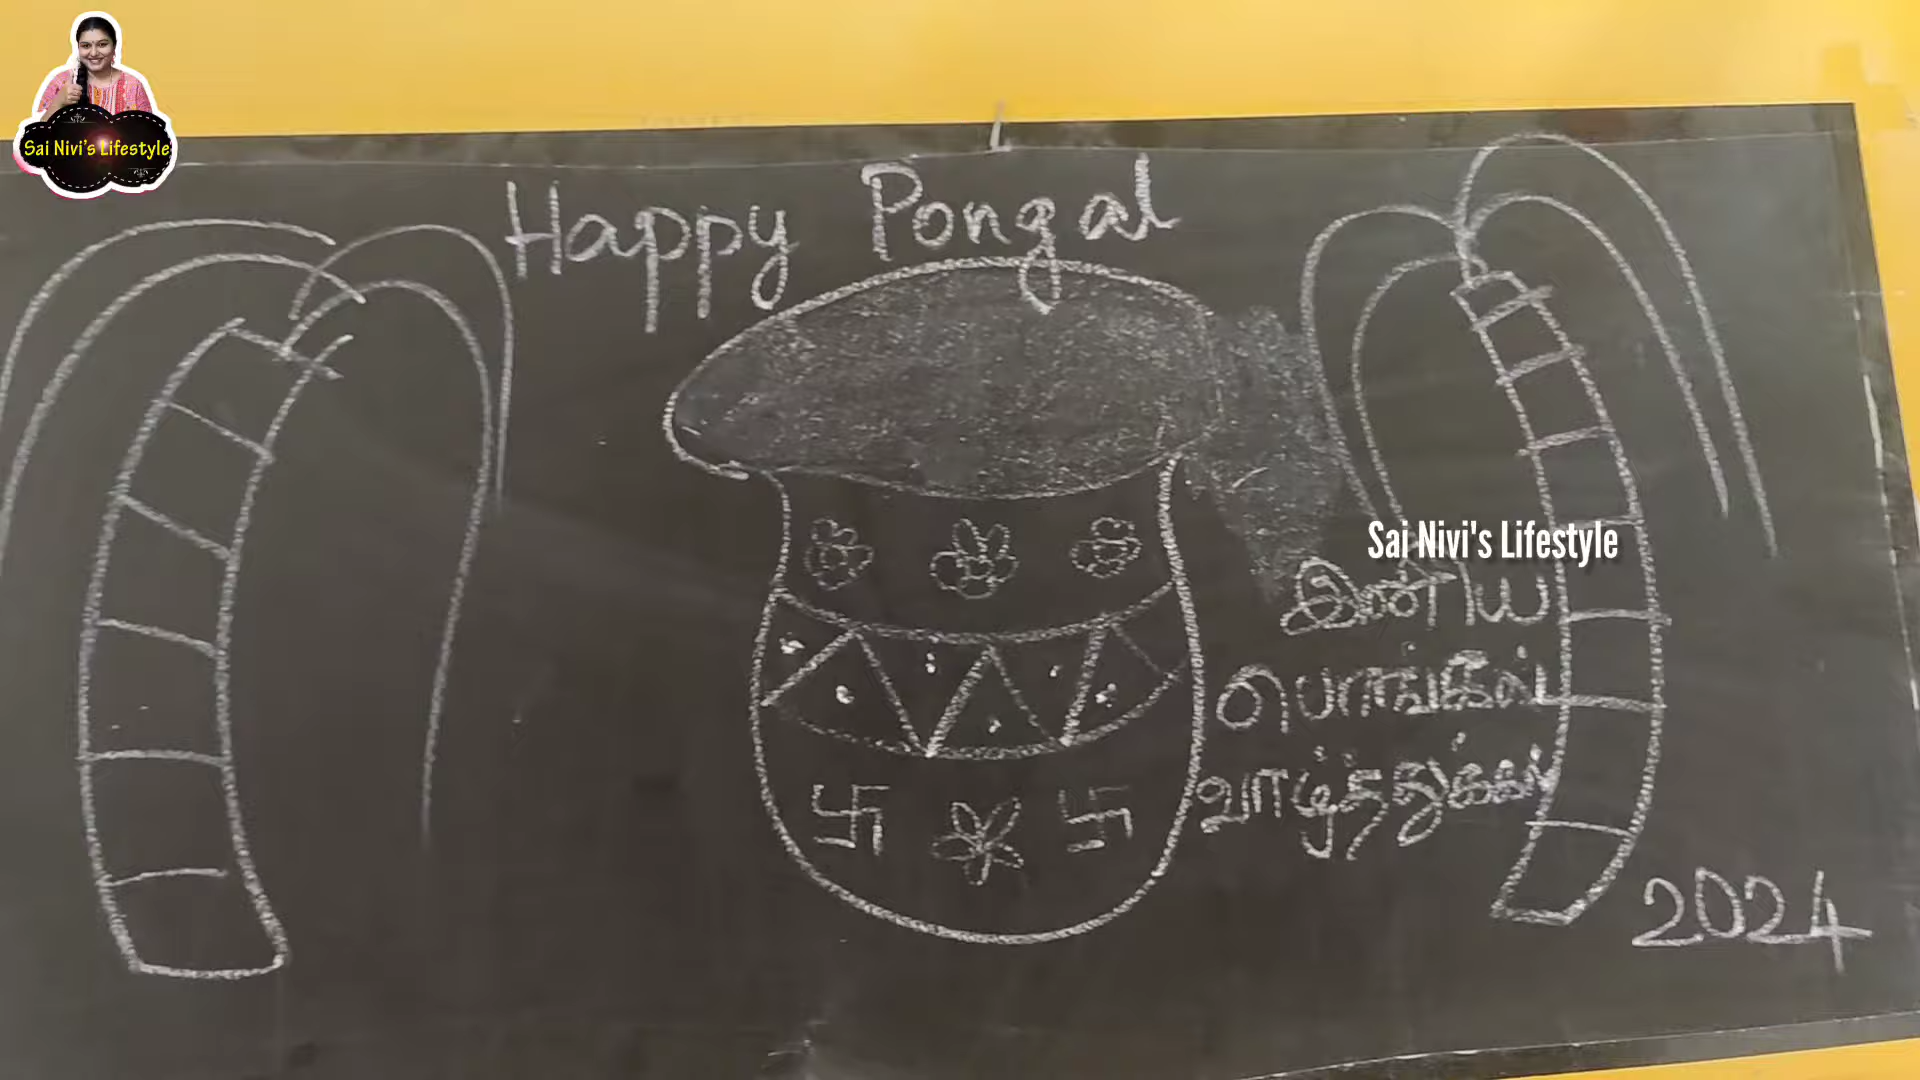 Sai Nivi's Lifestyle
Happy Pongal
Sai Nivi's Lifestyle
இனிய
பொங்கல்
வாழ்த்துக்கள்
2024